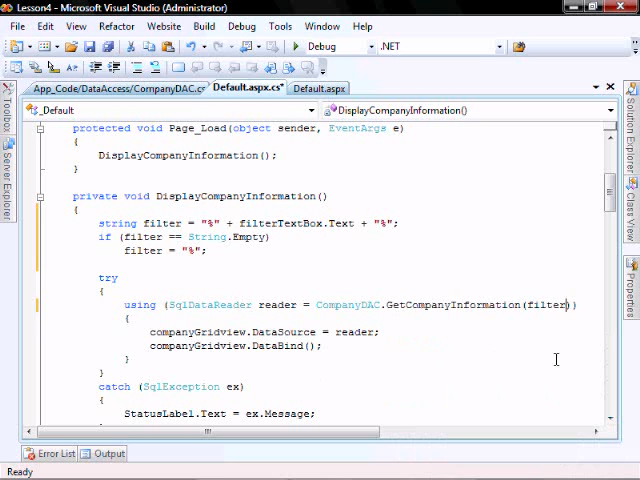 Lesson4 - Microsoft Visual Studio (Administrator)
File Edit View Refactor Website Build Debug Tools Window Help
Debug .NET
App_Code/DataAccess/CompanyDAC.cs Default.aspx.cs* Default.aspx
_Default DisplayCompanyInformation()
Toolbox
Server Explorer
protected void Page_Load(object sender, EventArgs e)
{
DisplayCompanyInformation();
}
private void DisplayCompanyInformation()
{
string filter = "%" + filterTextBox.Text + "%";
if (filter == String.Empty)
filter = "%";
try
{
using (SqlDataReader reader = CompanyDAC.GetCompanyInformation(filter))
{
companyGridview.DataSource = reader;
companyGridview.DataBind();
}
}
catch (SqlException ex)
{
StatusLabel.Text = ex.Message;
Solution Explorer
Class View
Properties
Error List Output
Ready